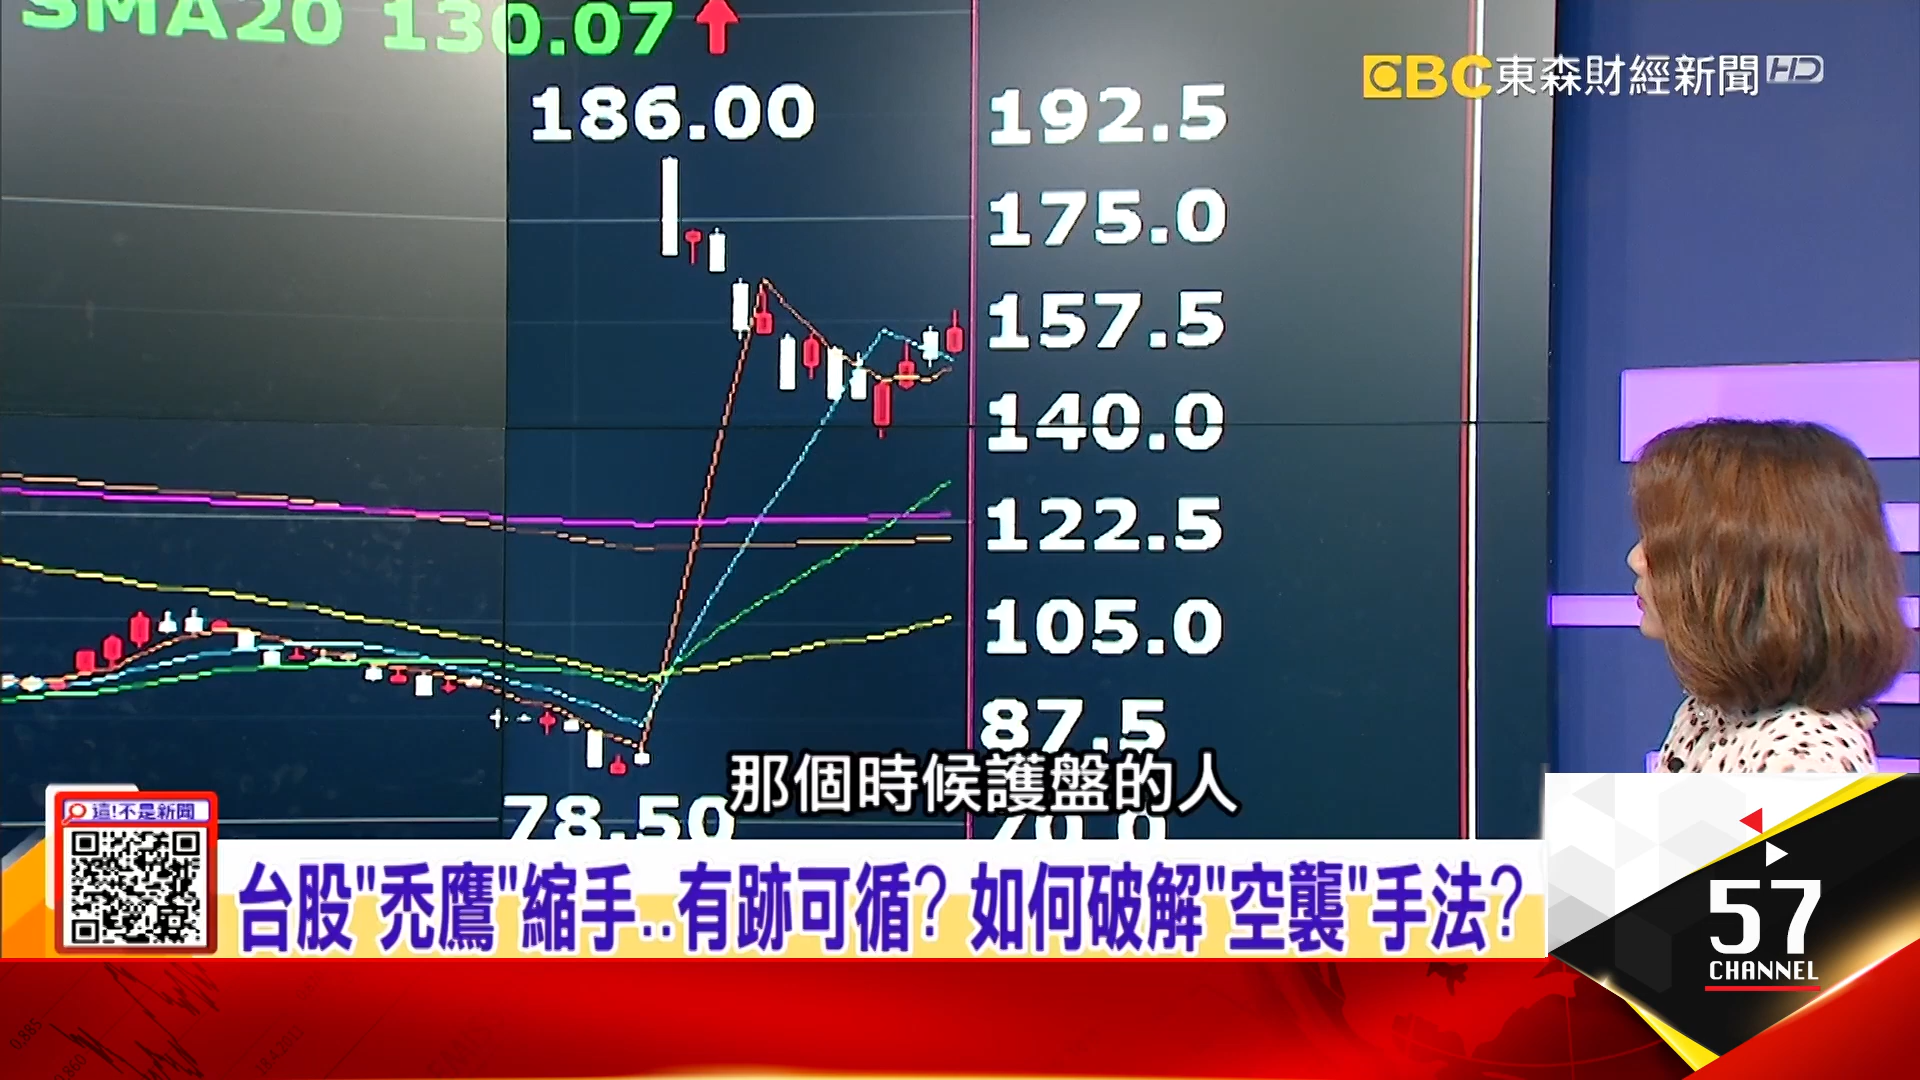 SMA20 130.07
EBC東森財經新聞HD
186.00
192.5
175.0
157.5
140.0
122.5
105.0
87.5
78.50
70.0
那個時候護盤的人
這!不是新聞
台股"禿鷹"縮手..有跡可循? 如何破解"空襲"手法?
57
CHANNEL